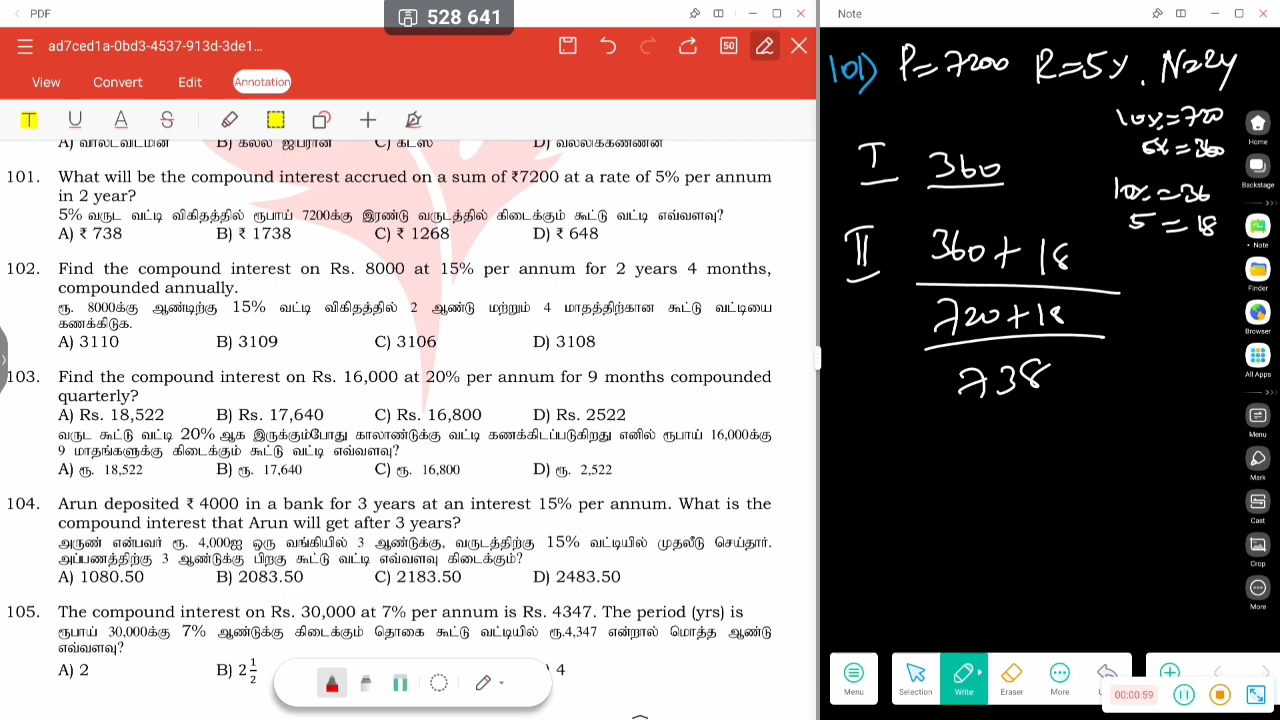 PDF
528 641
Note
ad7ced1a-0bd3-4537-913d-3de1...
50
View Convert Edit Annotation
T U A S
101. What will be the compound interest accrued on a sum of ₹7200 at a rate of 5% per annum
in 2 year?
5% வருட வட்டி விகிதத்தில் ரூபாய் 7200க்கு இரண்டு வருடத்தில் கிடைக்கும் கூட்டு வட்டி எவ்வளவு?
A) ₹ 738 B) ₹ 1738 C) ₹ 1268 D) ₹ 648
102. Find the compound interest on Rs. 8000 at 15% per annum for 2 years 4 months,
compounded annually.
ரூ. 8000க்கு ஆண்டிற்கு 15% வட்டி விகிதத்தில் 2 ஆண்டு மற்றும் 4 மாதத்திற்கான கூட்டு வட்டியை
கணக்கிடுக.
A) 3110 B) 3109 C) 3106 D) 3108
103. Find the compound interest on Rs. 16,000 at 20% per annum for 9 months compounded
quarterly?
A) Rs. 18,522 B) Rs. 17,640 C) Rs. 16,800 D) Rs. 2522
வருட கூட்டு வட்டி 20% ஆக இருக்கும்போது காலாண்டுக்கு வட்டி கணக்கிடப்படுகிறது எனில் ரூபாய் 16,000க்கு
9 மாதங்களுக்கு கிடைக்கும் கூட்டு வட்டி எவ்வளவு?
A) ரூ. 18,522 B) ரூ. 17,640 C) ரூ. 16,800 D) ரூ. 2,522
104. Arun deposited ₹ 4000 in a bank for 3 years at an interest 15% per annum. What is the
compound interest that Arun will get after 3 years?
அருண் என்பவர் ரூ. 4,000ஐ ஒரு வங்கியில் 3 ஆண்டுக்கு, வருடத்திற்கு 15% வட்டியில் முதலீடு செய்தார்.
அப்பணத்திற்கு 3 ஆண்டுக்கு பிறகு கூட்டு வட்டி எவ்வளவு கிடைக்கும்?
A) 1080.50 B) 2083.50 C) 2183.50 D) 2483.50
105. The compound interest on Rs. 30,000 at 7% per annum is Rs. 4347. The period (yrs) is
ரூபாய் 30,000க்கு 7% ஆண்டுக்கு கிடைக்கும் தொகை கூட்டு வட்டியில் ரூ.4,347 என்றால் மொத்த ஆண்டு
எவ்வளவு?
A) 2 B) 2 1/2 ) 4
101) P=7200 R=5%. N=2y
10%=720
5%=360
I 360
10%=36
5=18
II 360+18
720+18
738
Home
Backstage
Note
Finder
Browser
All Apps
Menu
Mark
Cast
Crop
More
Menu Selection Write Eraser More
00:00:59